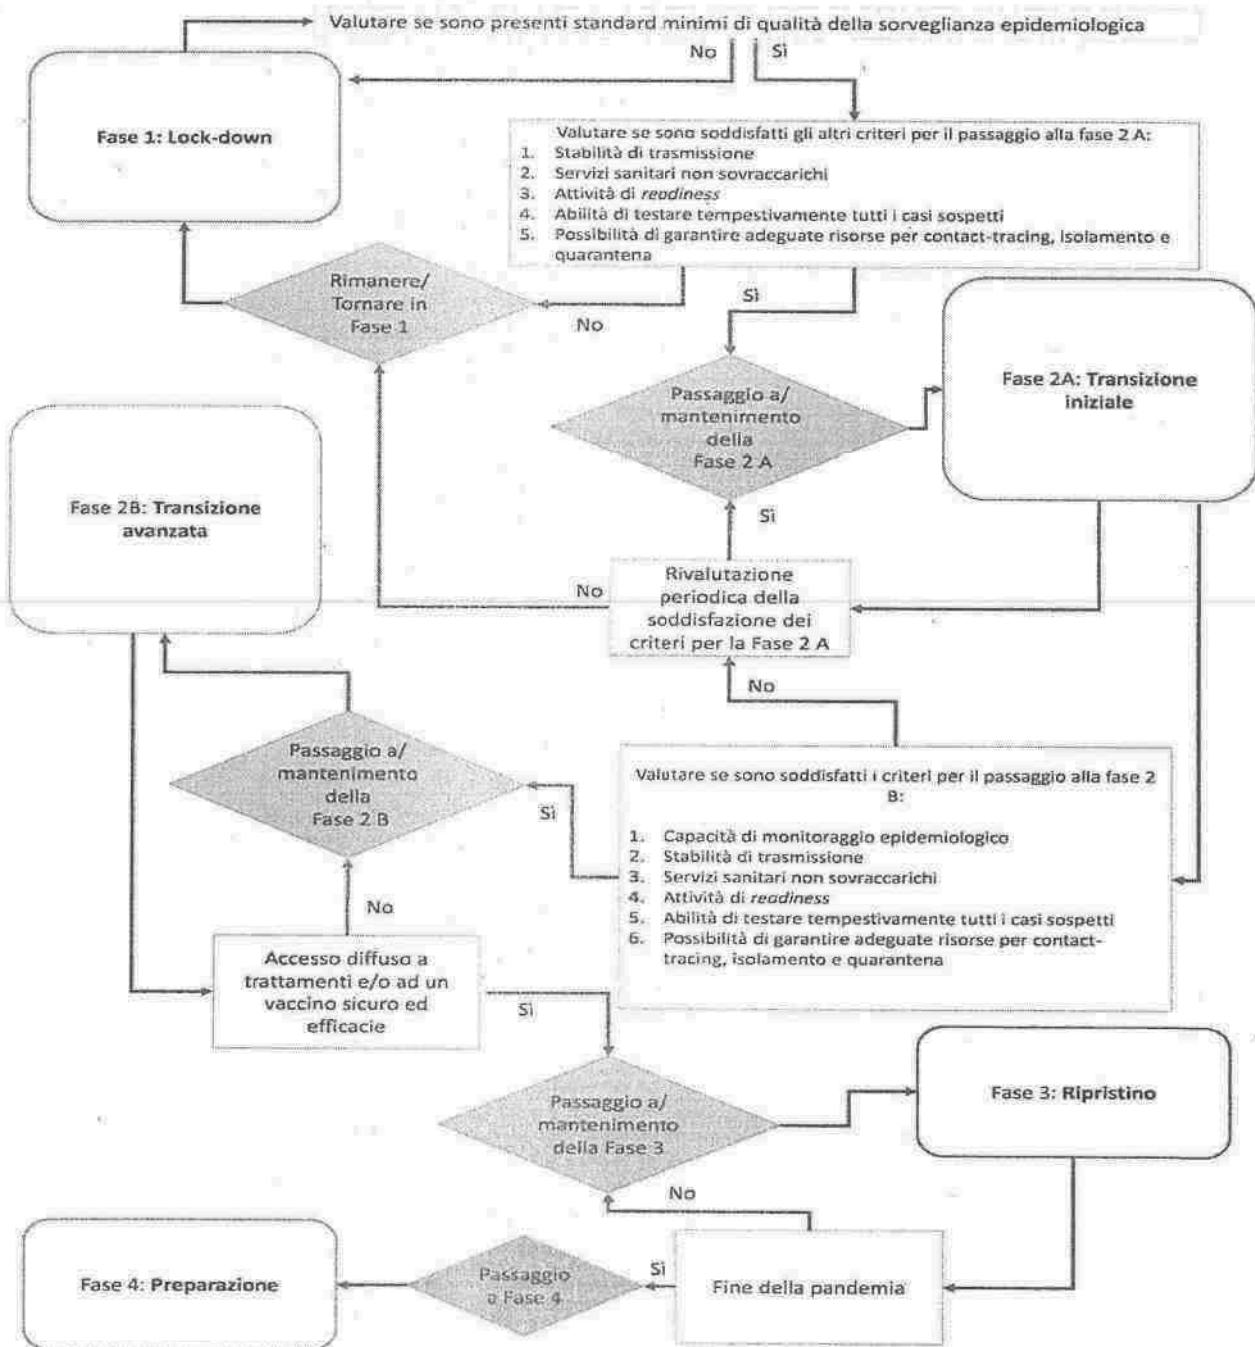 Valutare se sono presenti standard minimi di qualità della sorveglianza epidemiologica
No
Sì
Fase 1: Lock-down
Valutare se sono soddisfatti gli altri criteri per il passaggio alla fase 2 A:
1. Stabilità di trasmissione
2. Servizi sanitari non sovraccarichi
3. Attività di readiness
4. Abilità di testare tempestivamente tutti i casi sospetti
5. Possibilità di garantire adeguate risorse per contact-tracing, isolamento e
quarantena
Rimanere/
Tornare in
Fase 1
No
Sì
Passaggio a/
mantenimento
della
Fase 2 A
Fase 2A: Transizione
iniziale
Fase 2B: Transizione
avanzata
Sì
No
Rivalutazione
periodica della
soddisfazione dei
criteri per la Fase 2 A
No
Passaggio a/
mantenimento
della
Fase 2 B
Sì
Valutare se sono soddisfatti i criteri per il passaggio alla fase 2
B:
1. Capacità di monitoraggio epidemiologico
2. Stabilità di trasmissione
3. Servizi sanitari non sovraccarichi
4. Attività di readiness
5. Abilità di testare tempestivamente tutti i casi sospetti
6. Possibilità di garantire adeguate risorse per contact-
tracing, isolamento e quarantena
No
Accesso diffuso a
trattamenti e/o ad un
vaccino sicuro ed
efficacie
Sì
Passaggio a/
mantenimento
della Fase 3
Fase 3: Ripristino
No
Fase 4: Preparazione
Passaggio
a Fase 4
Sì
Fine della pandemia